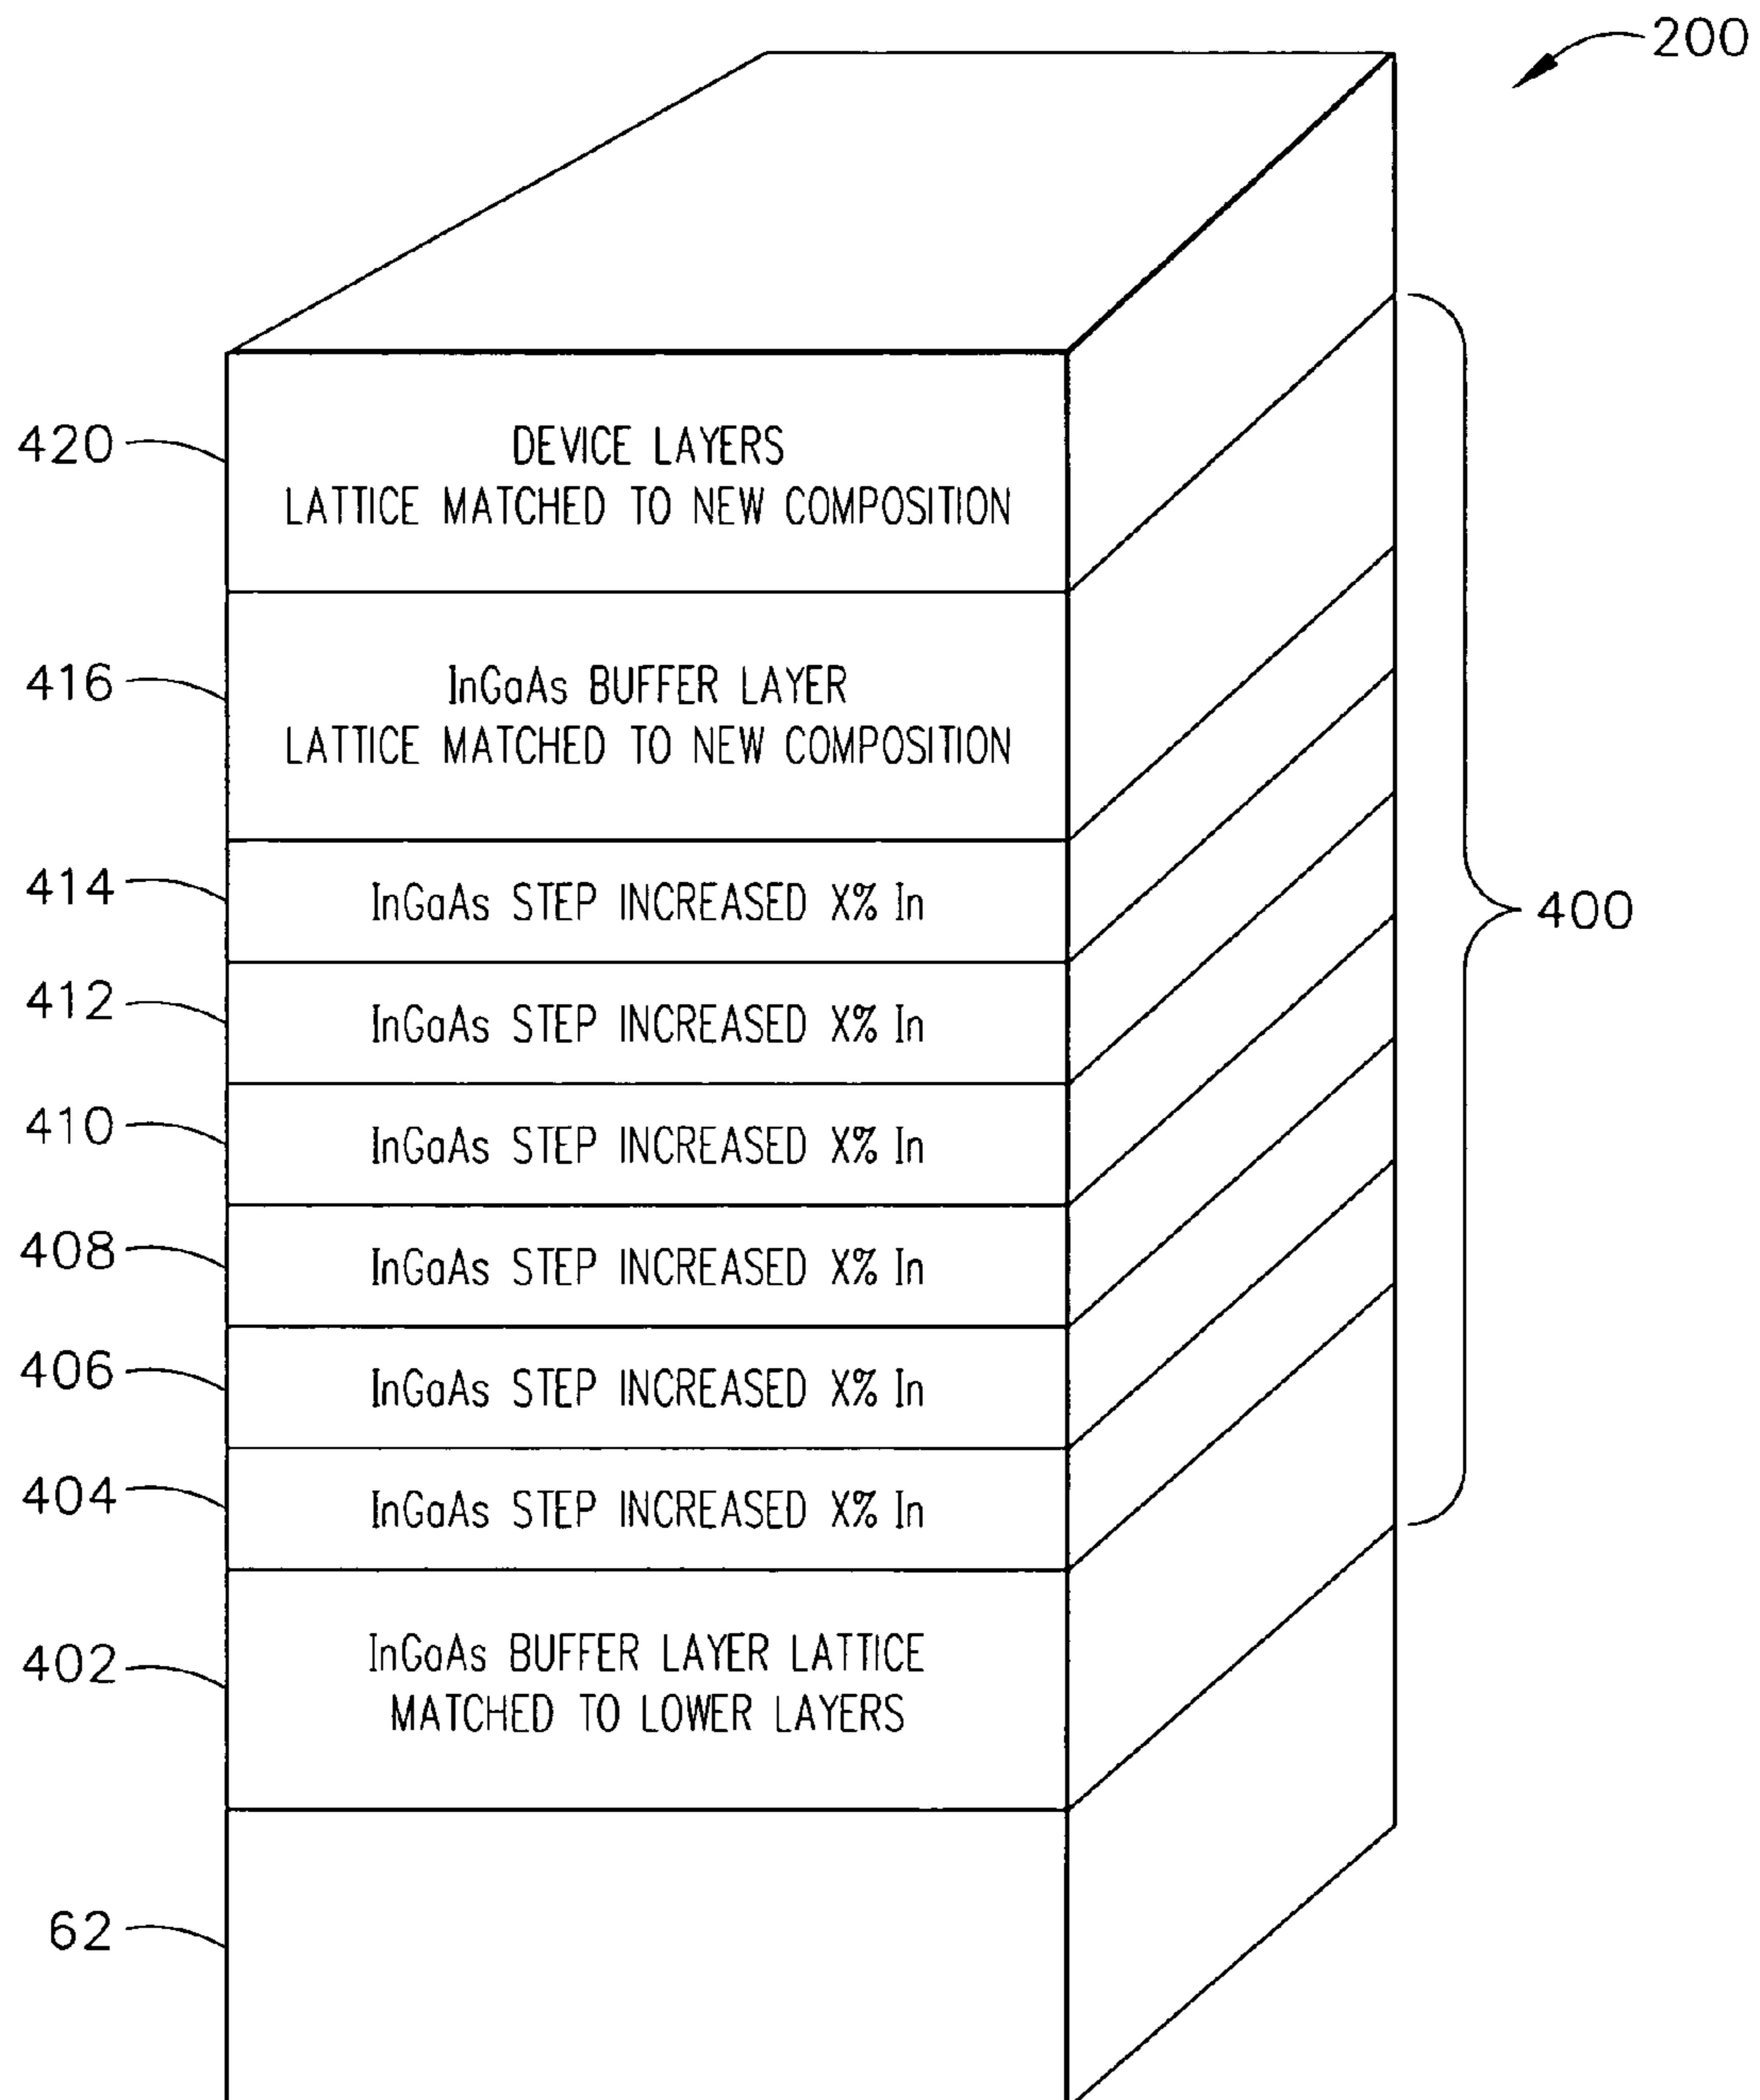 200
420
DEVICE LAYERS
LATTICE MATCHED TO NEW COMPOSITION
416
InGaAs BUFFER LAYER
LATTICE MATCHED TO NEW COMPOSITION
414
InGaAs STEP INCREASED X% In
400
412
InGaAs STEP INCREASED X% In
410
InGaAs STEP INCREASED X% In
408
InGaAs STEP INCREASED X% In
406
InGaAs STEP INCREASED X% In
404
InGaAs STEP INCREASED X% In
402
InGaAs BUFFER LAYER LATTICE
MATCHED TO LOWER LAYERS
62